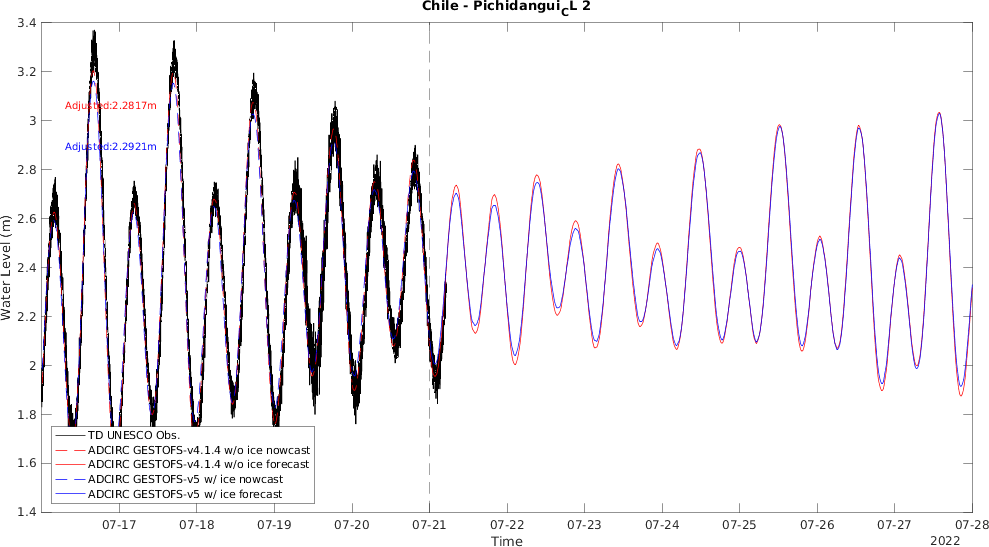 Chile - PichidanguiCL 2
3.4
3.2
3
2.8
2.6
2.4
2.2
2
1.8
1.6
1.4
Water Level (m)
Adjusted:2.2817m
Adjusted:2.2921m
TD UNESCO Obs.
ADCIRC GESTOFS-v4.1.4 w/o ice nowcast
ADCIRC GESTOFS-v4.1.4 w/o ice forecast
ADCIRC GESTOFS-v5 w/ ice nowcast
ADCIRC GESTOFS-v5 w/ ice forecast
07-17 07-18 07-19 07-20 07-21 07-22 07-23 07-24 07-25 07-26 07-27 07-28
Time
2022